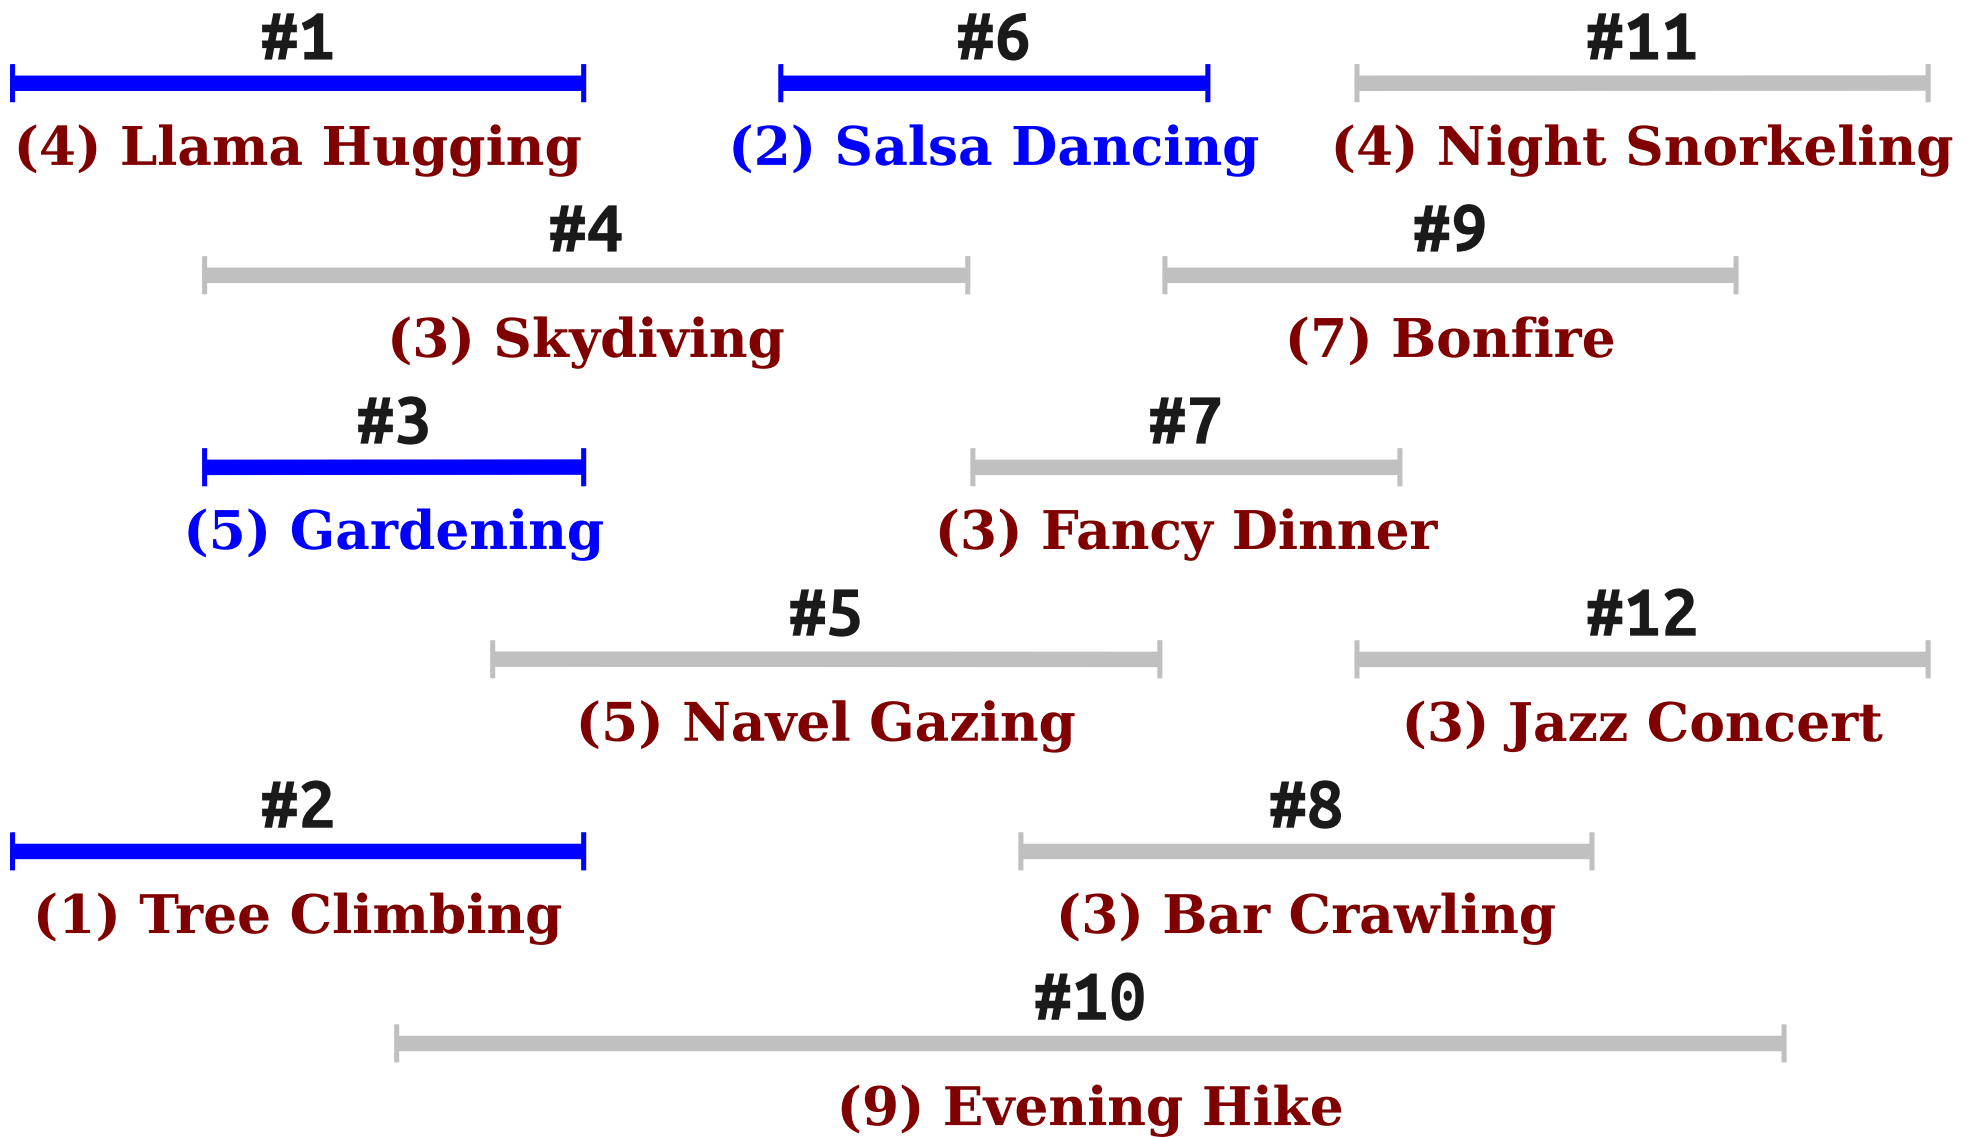 #1
(4) Llama Hugging
#6
(2) Salsa Dancing
#11
(4) Night Snorkeling
#4
(3) Skydiving
#9
(7) Bonfire
#3
(5) Gardening
#7
(3) Fancy Dinner
#5
(5) Navel Gazing
#12
(3) Jazz Concert
#2
(1) Tree Climbing
#8
(3) Bar Crawling
#10
(9) Evening Hike